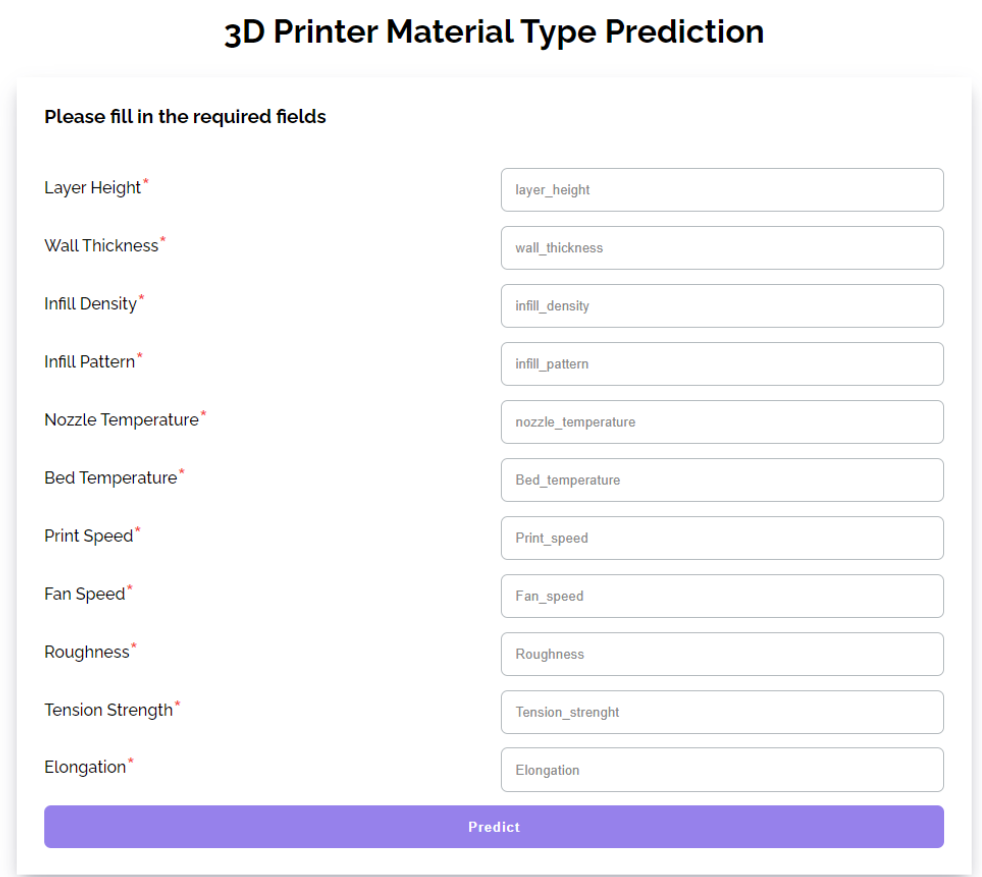 3D Printer Material Type Prediction
Please fill in the required fields
Layer Height* layer_height
Wall Thickness* wall_thickness
Infill Density* infill_density
Infill Pattern* infill_pattern
Nozzle Temperature* nozzle_temperature
Bed Temperature* Bed_temperature
Print Speed* Print_speed
Fan Speed* Fan_speed
Roughness* Roughness
Tension Strength* Tension_strenght
Elongation* Elongation
Predict